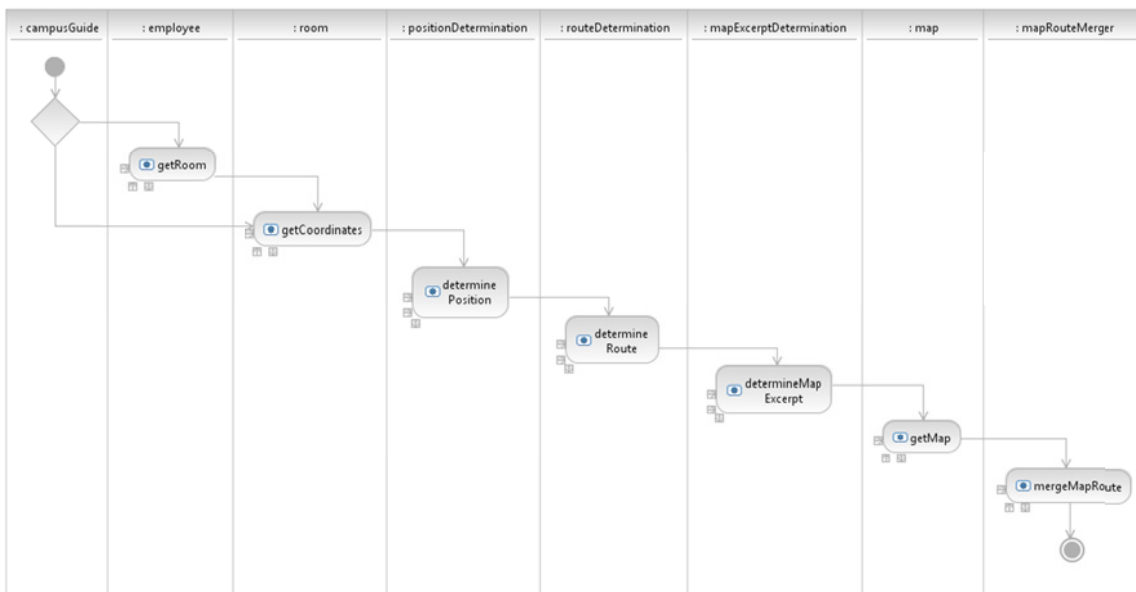 : campusGuide
: employee
: room
: positionDetermination
: routeDetermination
: mapExcerptDetermination
: map
: mapRouteMerger
getRoom
getCoordinates
determine
Position
determine
Route
determineMap
Excerpt
getMap
mergeMapRoute